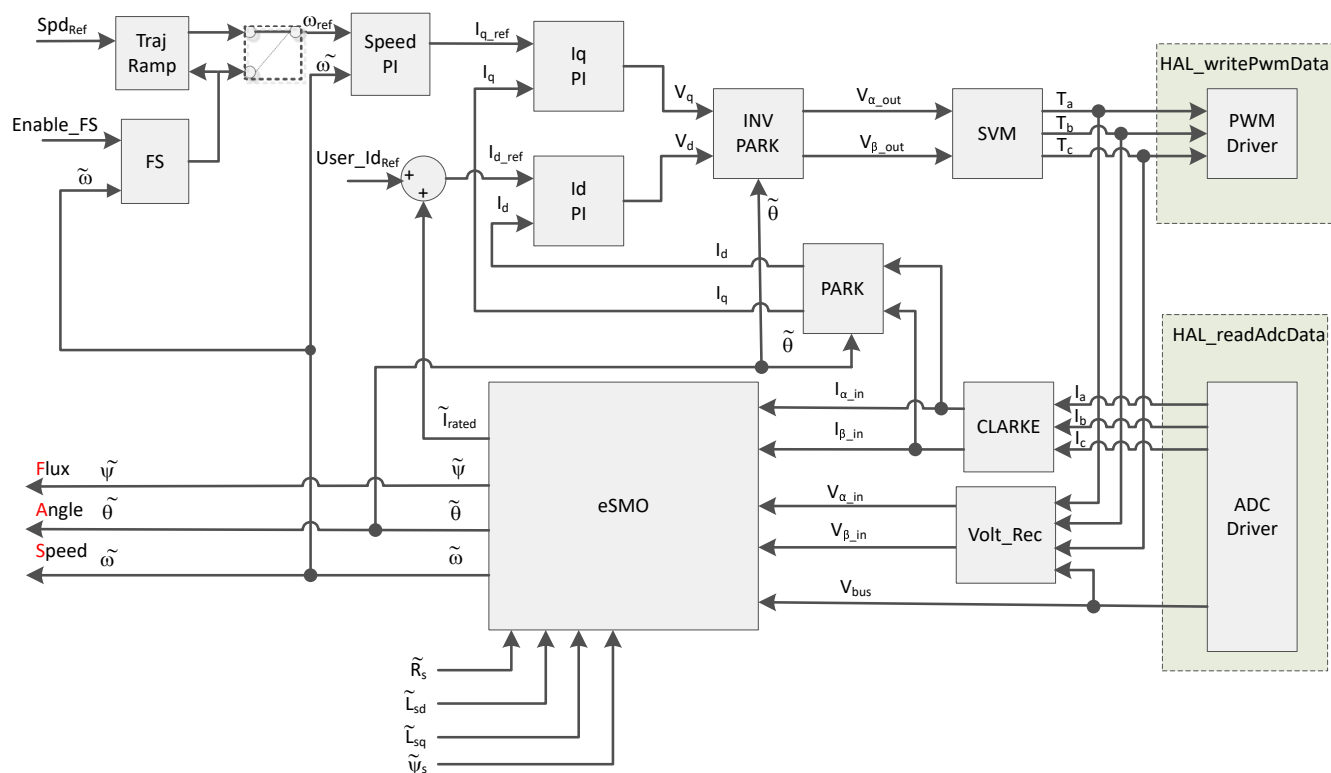 Spd_Ref
Traj
Ramp
ω_ref
ω̃
Speed
PI
I_q_ref
I_q
Iq
PI
Enable_FS
FS
ω̃
User_Id_Ref
+
+
I_d_ref
I_d
Id
PI
V_q
V_d
INV
PARK
V_α_out
V_β_out
SVM
T_a
T_b
T_c
HAL_writePwmData
PWM
Driver
θ̃
I_d
I_q
PARK
θ̃
HAL_readAdcData
Ĩ_rated
I_α_in
I_β_in
CLARKE
I_a
I_b
I_c
Flux ψ̃
ψ̃
Angle θ̃
θ̃
Speed ω̃
ω̃
eSMO
V_α_in
V_β_in
Volt_Rec
V_bus
ADC
Driver
R̃_s
L̃_sd
L̃_sq
ψ̃_s